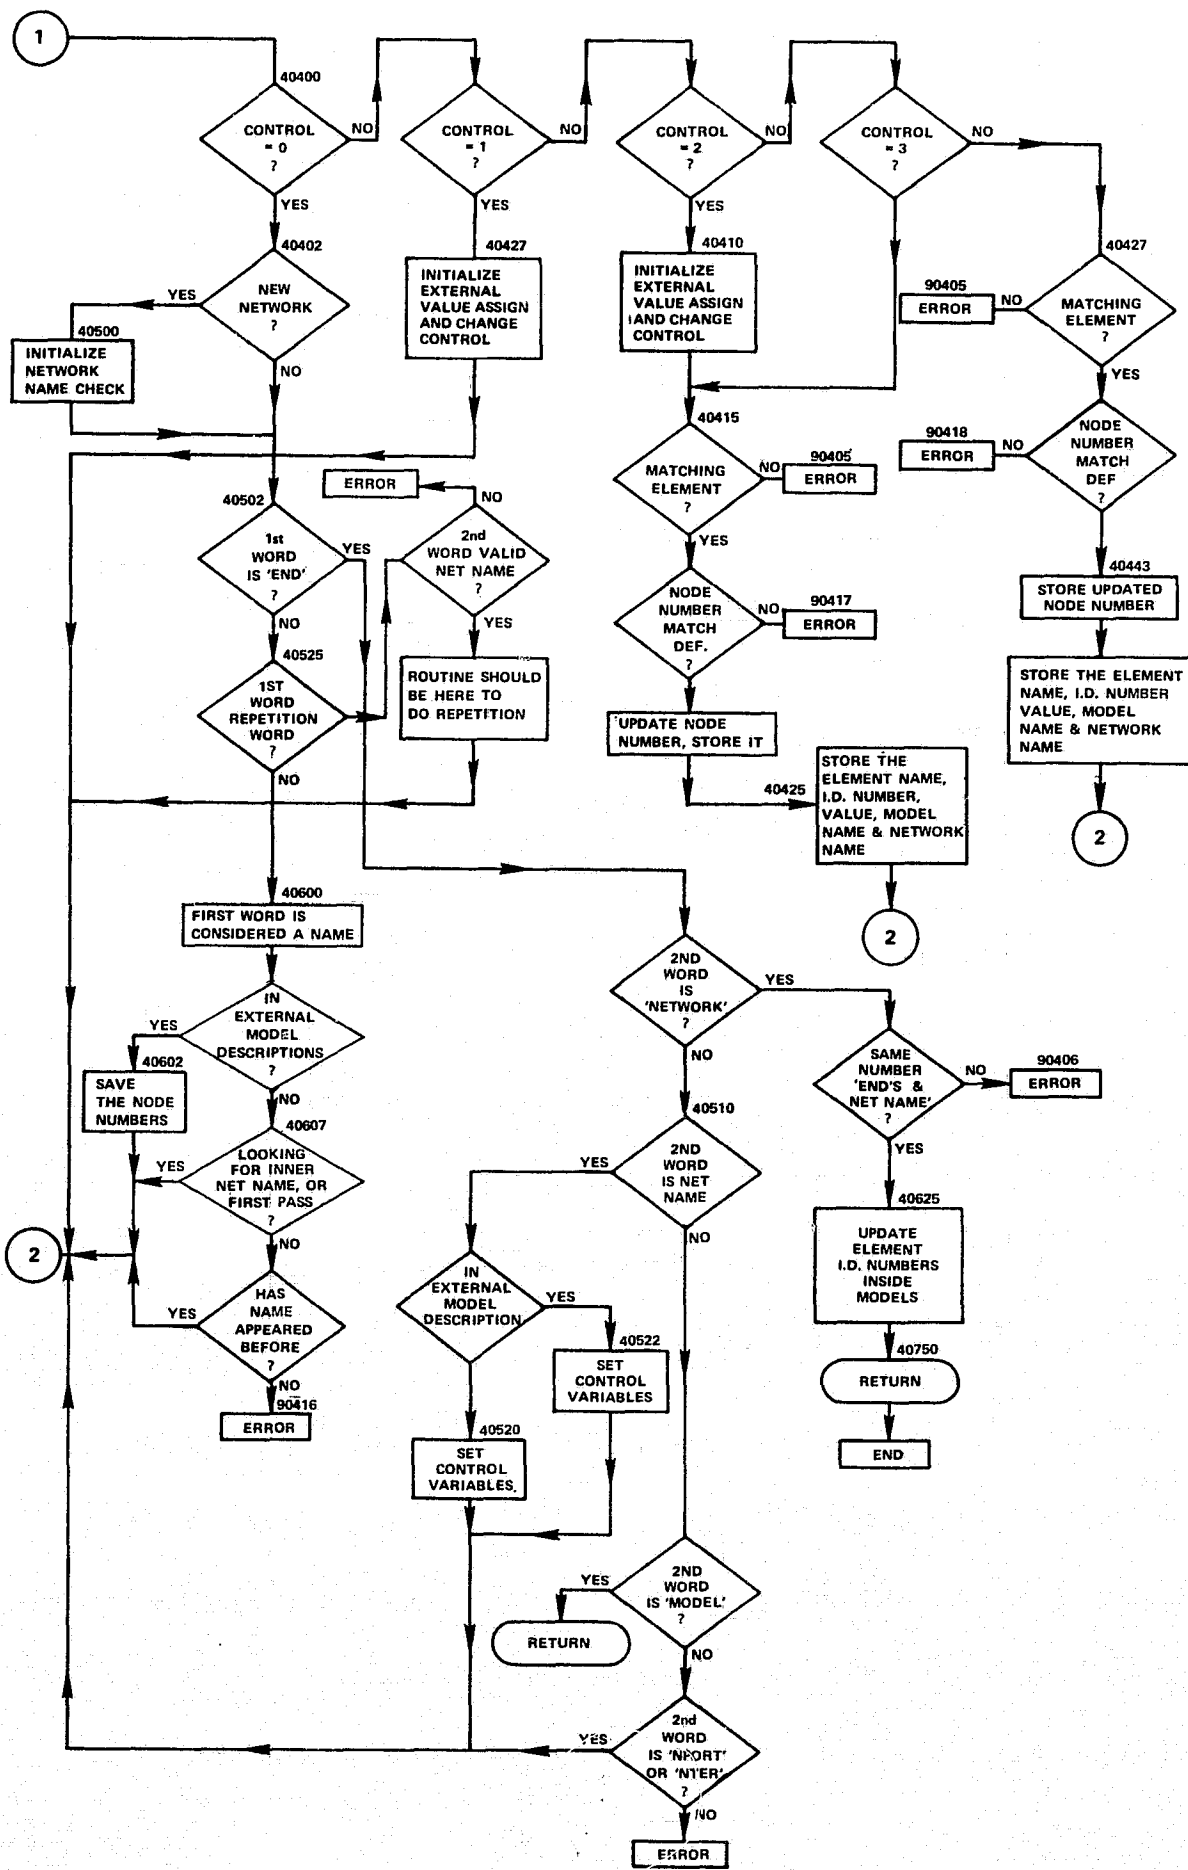 1
40400
CONTROL
= 0
?
NO
YES
CONTROL
= 1
?
NO
YES
CONTROL
= 2
?
NO
YES
CONTROL
= 3
?
NO
40402
NEW
NETWORK
?
YES
NO
40500
INITIALIZE
NETWORK
NAME CHECK
40427
INITIALIZE
EXTERNAL
VALUE ASSIGN
AND CHANGE
CONTROL
40410
INITIALIZE
EXTERNAL
VALUE ASSIGN
AND CHANGE
CONTROL
40427
MATCHING
ELEMENT
?
NO
90405
ERROR
YES
NODE
NUMBER
MATCH
DEF
?
NO
90418
ERROR
40443
STORE UPDATED
NODE NUMBER
STORE THE ELEMENT
NAME, I.D. NUMBER
VALUE, MODEL
NAME & NETWORK
NAME
2
40415
MATCHING
ELEMENT
?
NO
90405
ERROR
YES
NODE
NUMBER
MATCH
DEF.
?
NO
90417
ERROR
UPDATE NODE
NUMBER, STORE IT
40425
STORE THE
ELEMENT NAME,
I.D. NUMBER,
VALUE, MODEL
NAME & NETWORK
NAME
2
40502
1st
WORD
IS 'END'
?
YES
NO
ERROR
NO
2nd
WORD VALID
NET NAME
?
YES
ROUTINE SHOULD
BE HERE TO
DO REPETITION
40525
1ST
WORD
REPETITION
WORD
?
NO
40600
FIRST WORD IS
CONSIDERED A NAME
IN
EXTERNAL
MODEL
DESCRIPTIONS
?
YES
NO
40602
SAVE
THE NODE
NUMBERS
40607
LOOKING
FOR INNER
NET NAME, OR
FIRST PASS
?
YES
NO
2
HAS
NAME
APPEARED
BEFORE
?
YES
NO
90416
ERROR
2ND
WORD
IS
'NETWORK'
?
YES
NO
SAME
NUMBER
'END'S &
NET NAME'
?
NO
90406
ERROR
YES
40625
UPDATE
ELEMENT
I.D. NUMBERS
INSIDE
MODELS
40750
RETURN
END
40510
2ND
WORD
IS NET
NAME
YES
NO
IN
EXTERNAL
MODEL
DESCRIPTION
YES
40522
SET
CONTROL
VARIABLES
40520
SET
CONTROL
VARIABLES.
2ND
WORD
IS 'MODEL'
?
YES
RETURN
NO
2nd
WORD
IS 'NPORT'
OR 'NTER'
?
YES
NO
ERROR